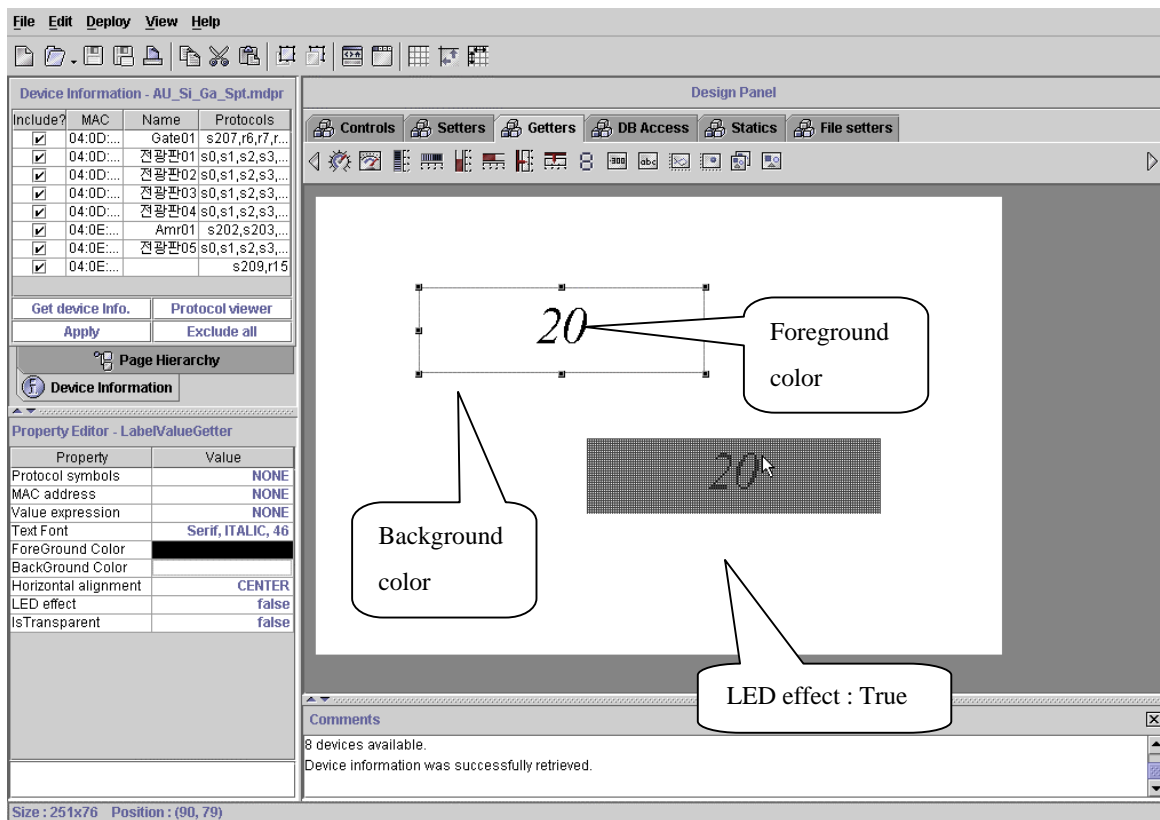 File Edit Deploy View Help
Device Information - AU_Si_Ga_Spt.mdpr
Include? MAC Name Protocols
04:0D:... Gate01 s207,r6,r7,r...
04:0D:... 전광판01 s0,s1,s2,s3,...
04:0D:... 전광판02 s0,s1,s2,s3,...
04:0D:... 전광판03 s0,s1,s2,s3,...
04:0D:... 전광판04 s0,s1,s2,s3,...
04:0E:... Amr01 s202,s203,...
04:0E:... 전광판05 s0,s1,s2,s3,...
04:0E:... s209,r15
Get device Info. Protocol viewer
Apply Exclude all
Page Hierarchy
Device Information
Property Editor - LabelValueGetter
Property Value
Protocol symbols NONE
MAC address NONE
Value expression NONE
Text Font Serif, ITALIC, 46
ForeGround Color
BackGround Color
Horizontal alignment CENTER
LED effect false
IsTransparent false
Design Panel
Controls Setters Getters DB Access Statics File setters
20
Foreground
color
20
Background
color
LED effect : True
Comments
8 devices available.
Device information was successfully retrieved.
Size : 251x76 Position : (90, 79)